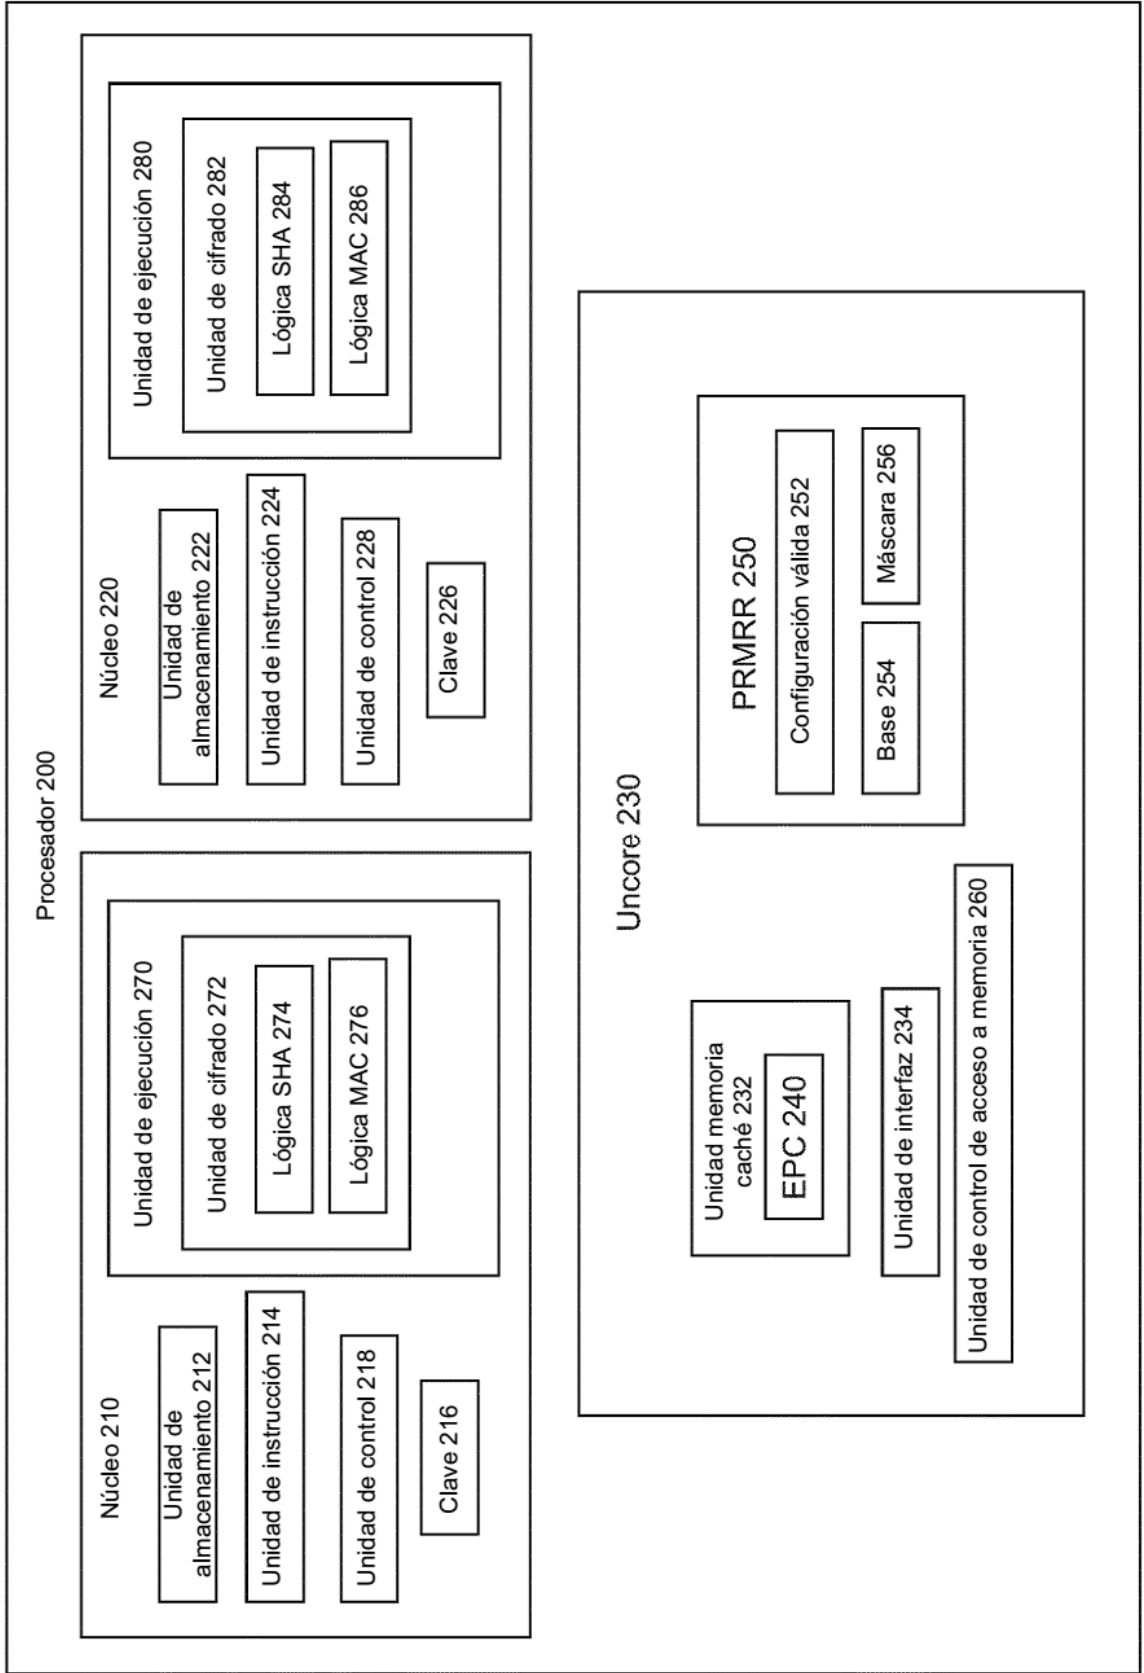 Procesador 200
Núcleo 210
Unidad de
almacenamiento 212
Unidad de instrucción 214
Unidad de control 218
Clave 216
Unidad de ejecución 270
Unidad de cifrado 272
Lógica SHA 274
Lógica MAC 276
Núcleo 220
Unidad de
almacenamiento 222
Unidad de instrucción 224
Unidad de control 228
Clave 226
Unidad de ejecución 280
Unidad de cifrado 282
Lógica SHA 284
Lógica MAC 286
Uncore 230
Unidad memoria
caché 232
EPC 240
Unidad de interfaz 234
Unidad de control de acceso a memoria 260
PRMRR 250
Configuración válida 252
Base 254
Máscara 256